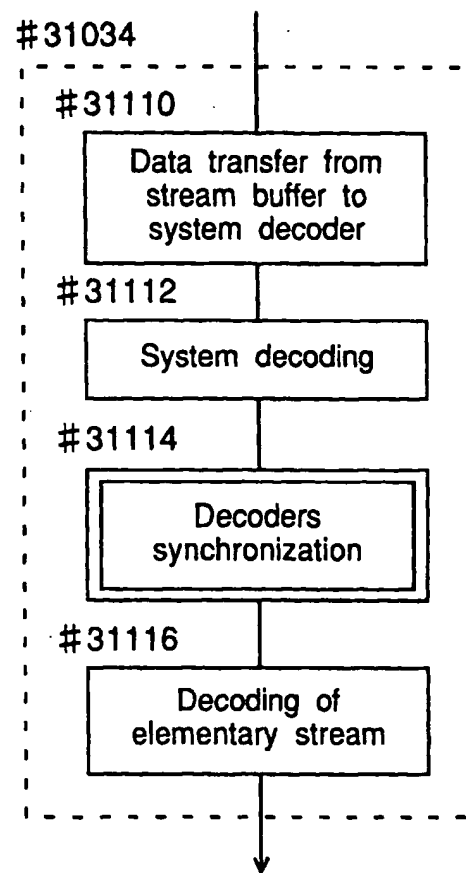 #31034
#31110
Data transfer from
stream buffer to
system decoder
#31112
System decoding
#31114
Decoders
synchronization
#31116
Decoding of
elementary stream